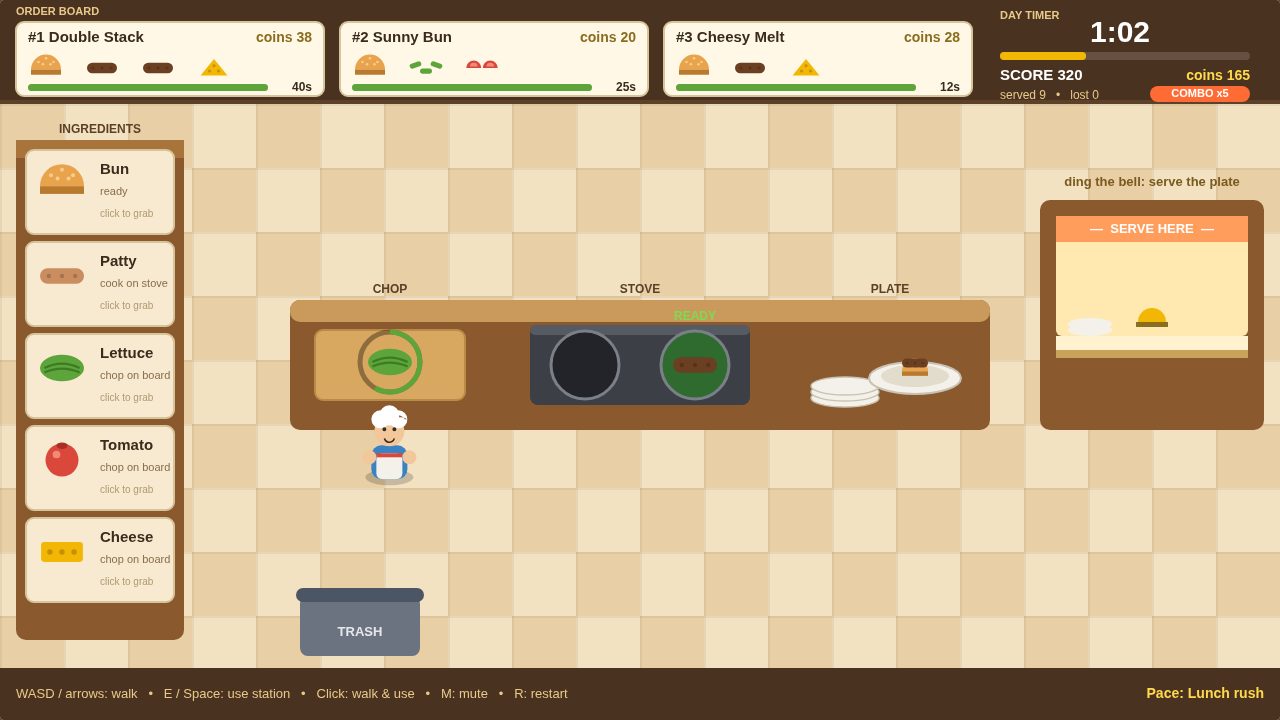 ORDER BOARD
#1 Double Stack coins 38
40s
#2 Sunny Bun coins 20
25s
#3 Cheesy Melt coins 28
12s
DAY TIMER
1:02
SCORE 320 coins 165
served 9 • lost 0
COMBO x5
INGREDIENTS
Bun
ready
click to grab
Patty
cook on stove
click to grab
Lettuce
chop on board
click to grab
Tomato
chop on board
click to grab
Cheese
chop on board
click to grab
CHOP
STOVE
PLATE
READY
ding the bell: serve the plate
— SERVE HERE —
TRASH
WASD / arrows: walk • E / Space: use station • Click: walk & use • M: mute • R: restart
Pace: Lunch rush